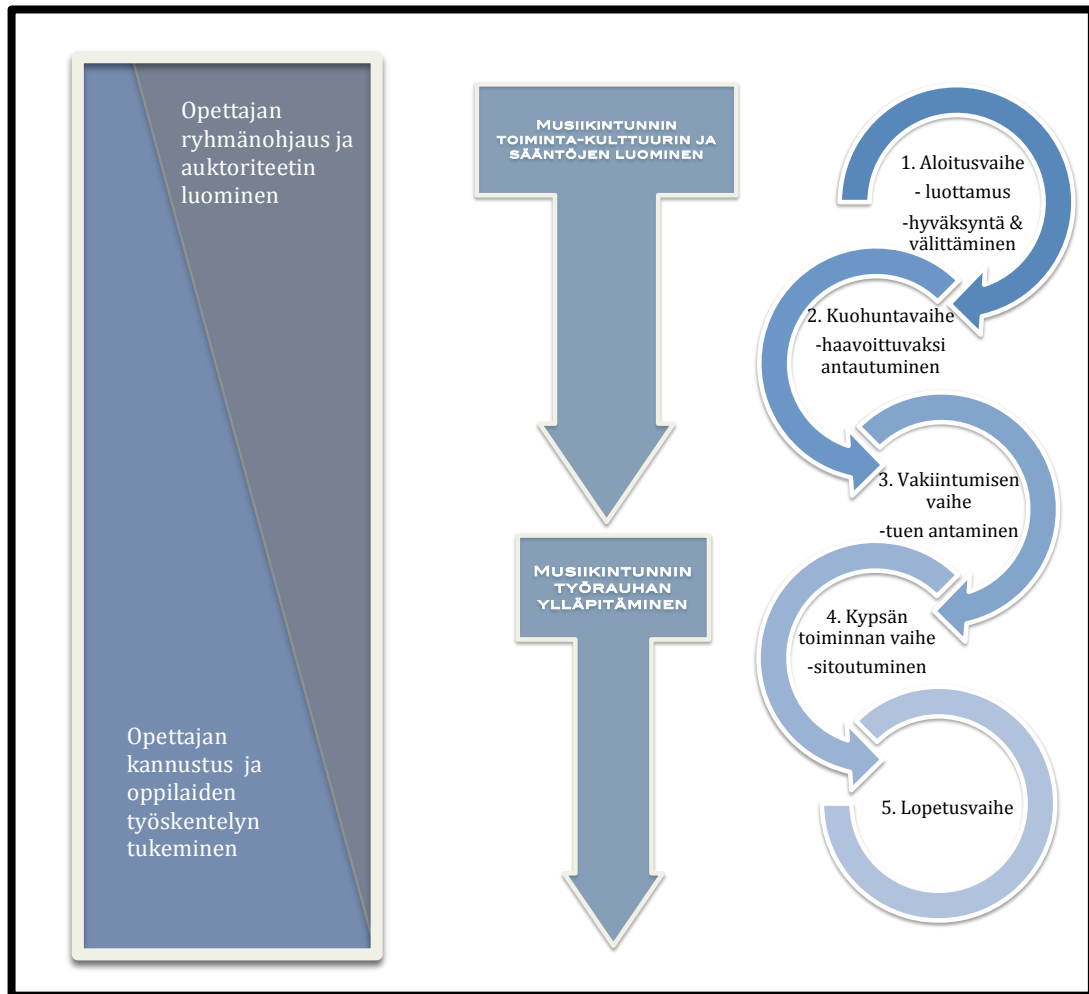 Opettajan
ryhmänohjaus ja
auktoriteetin
luominen
Opettajan
kannustus ja
oppilaiden
työskentelyn
tukeminen
MUSIIKINTUNNIN
TOIMINTA-KULTTUURIN JA
SÄÄNTÖJEN LUOMINEN
MUSIIKINTUNNIN
TYÖRAUHAN
YLLÄPITÄMINEN
1. Aloitusvaihe
- luottamus
-hyväksyntä &
välittäminen
2. Kuohuntavaihe
-haavoittuvaksi
antautuminen
3. Vakiintumisen
vaihe
-tuen antaminen
4. Kypsän
toiminnan vaihe
-sitoutuminen
5. Lopetusvaihe